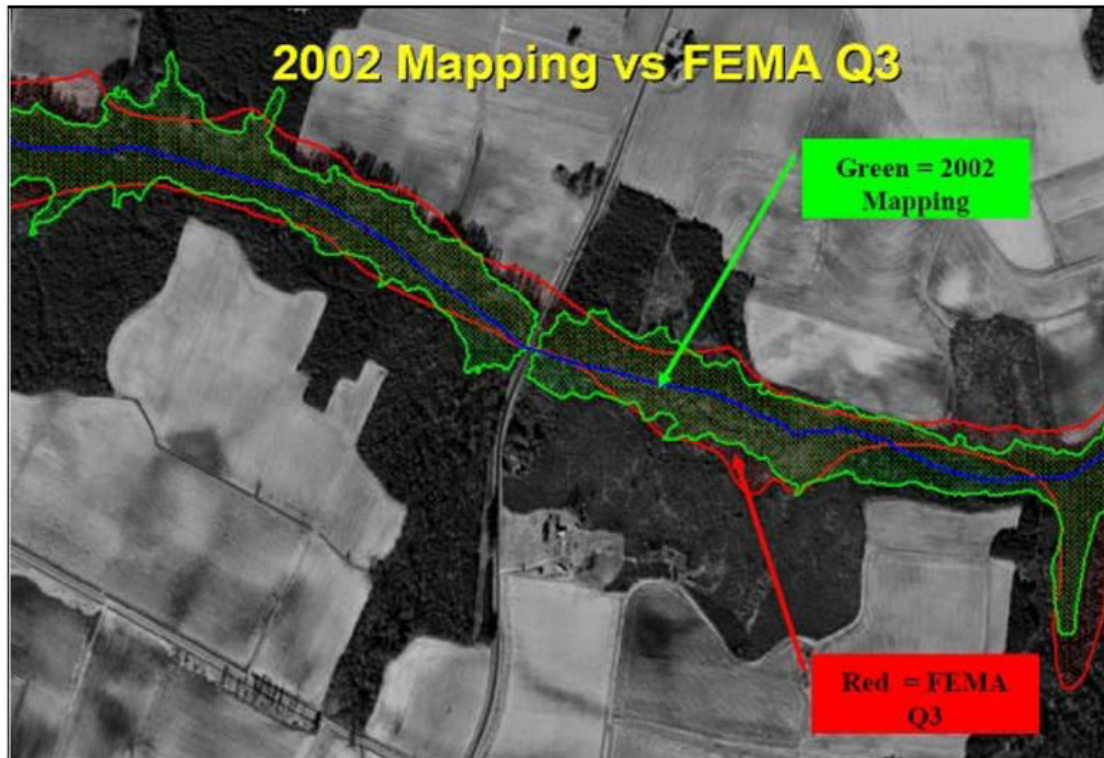 2002 Mapping vs FEMA Q3
Green = 2002
Mapping
Red = FEMA
Q3